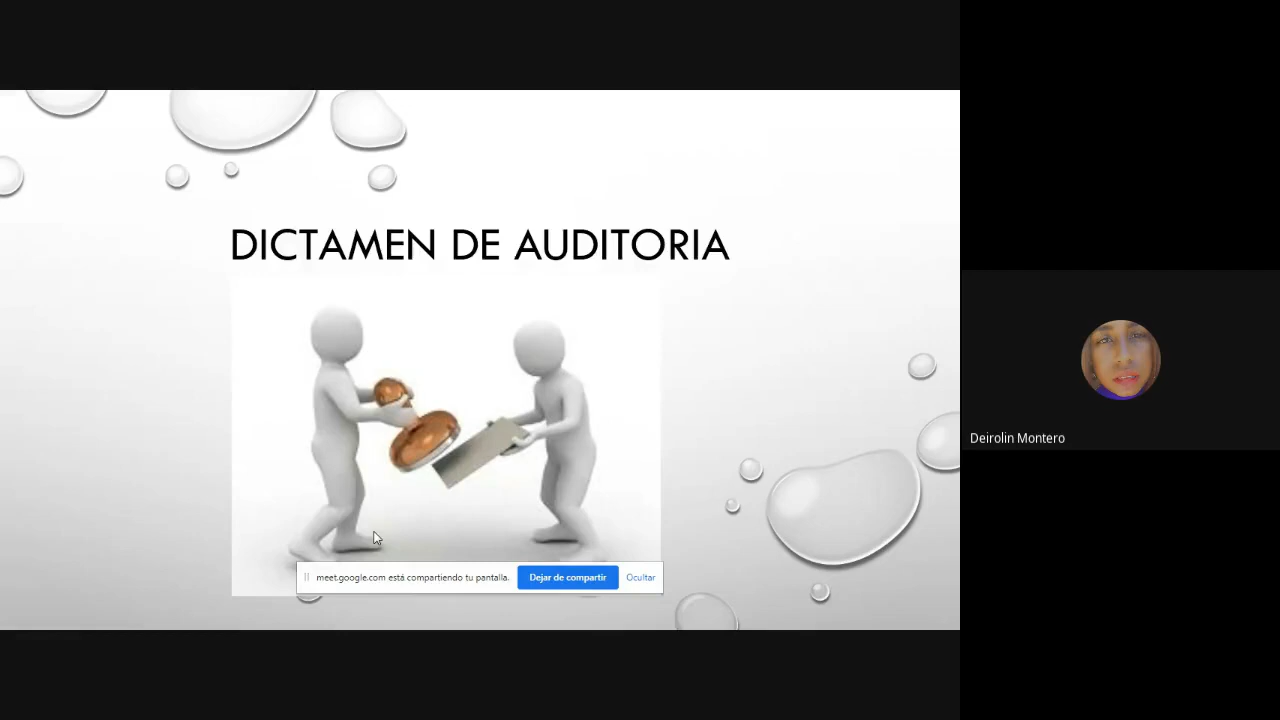 DICTAMEN DE AUDITORIA
meet.google.com está compartiendo tu pantalla.
Dejar de compartir
Ocultar
Deirolin Montero